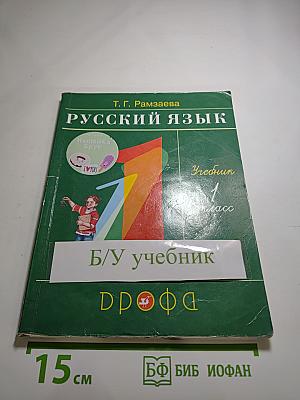 Т. Г. Рамзаева
РУССКИЙ ЯЗЫК
Учебник
1
класс
Б/У учебник
ДРОФА
15 см
БФ БИБ ИОФАН